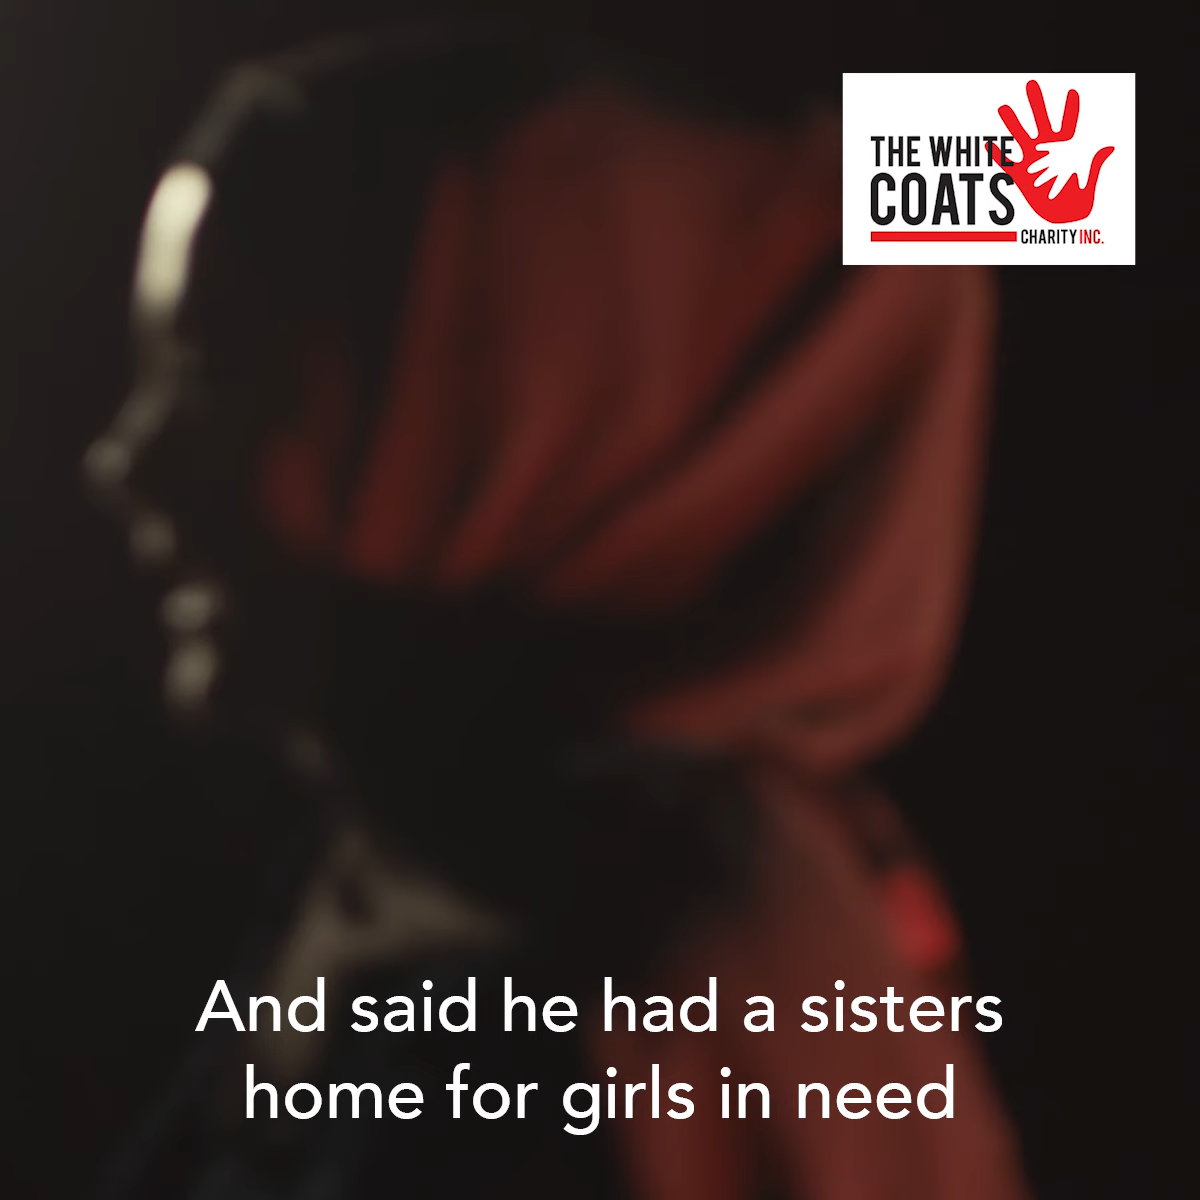 THE WHITE
COATS
CHARITY INC.
And said he had a sisters
home for girls in need